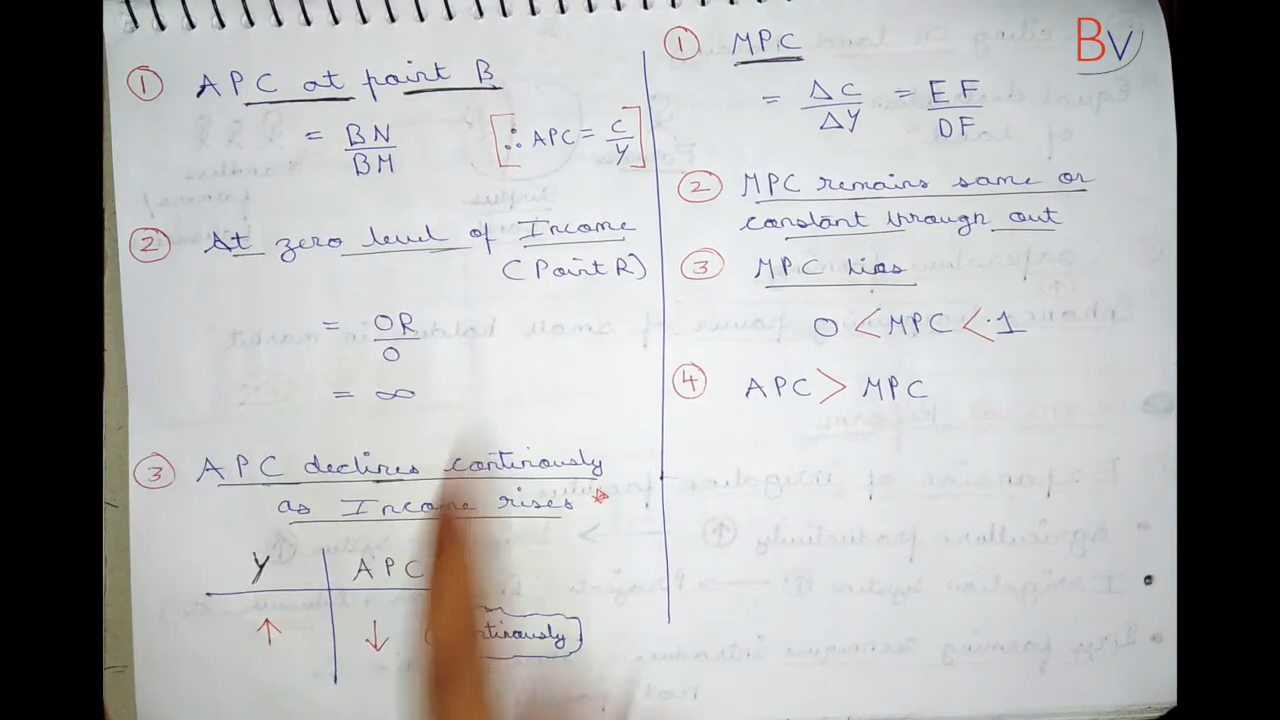 ① APC at point B
= BN/BM [∴ APC = C/Y]
② At zero level of Income
(Point R)
= OR/O
= ∞
③ APC declines continously
as Income rises *
Y | APC
↑ | ↓
① MPC
= ΔC/ΔY = EF/DF
② MPC remains same or
constant through out
③ MPC lies
0 < MPC < 1
④ APC > MPC
BV